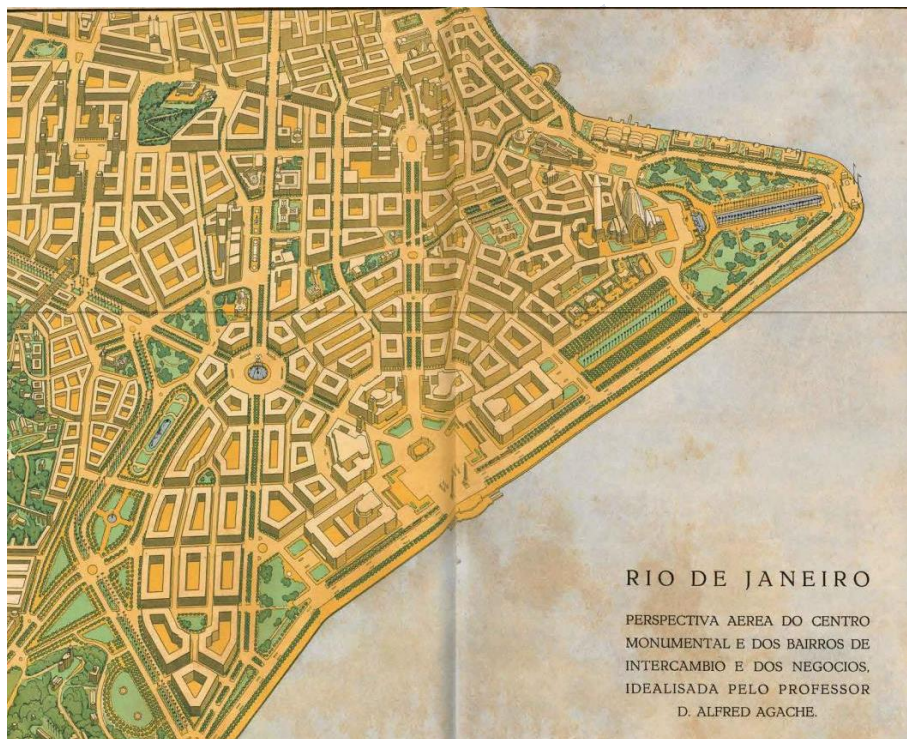 RIO DE JANEIRO
PERSPECTIVA AEREA DO CENTRO
MONUMENTAL E DOS BAIRROS DE
INTERCAMBIO E DOS NEGOCIOS,
IDEALISADA PELO PROFESSOR
D. ALFRED AGACHE.